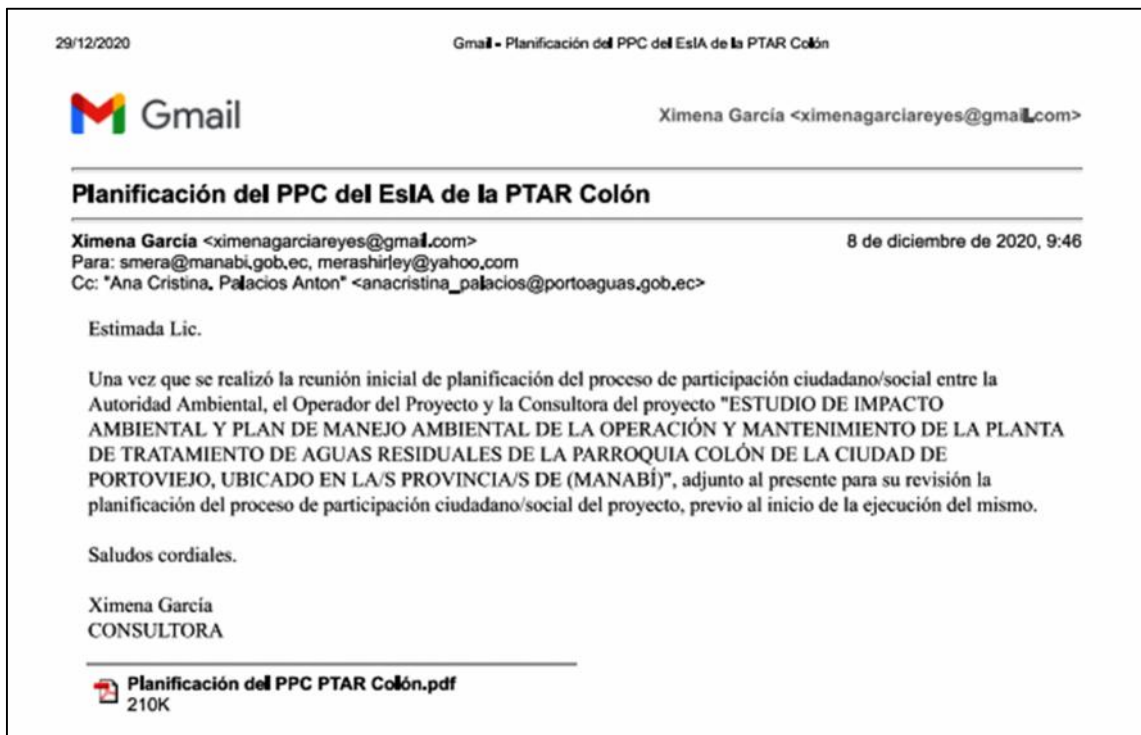 29/12/2020 Gmail - Planificación del PPC del EsIA de la PTAR Colón
Gmail Ximena García <ximenagarciareyes@gmail.com>
Planificación del PPC del EsIA de la PTAR Colón
Ximena García <ximenagarciareyes@gmail.com> 8 de diciembre de 2020, 9:46
Para: smera@manabi.gob.ec, merashirley@yahoo.com
Cc: "Ana Cristina. Palacios Anton" <anacristina_palacios@portoaguas.gob.ec>
Estimada Lic.
Una vez que se realizó la reunión inicial de planificación del proceso de participación ciudadano/social entre la
Autoridad Ambiental, el Operador del Proyecto y la Consultora del proyecto "ESTUDIO DE IMPACTO
AMBIENTAL Y PLAN DE MANEJO AMBIENTAL DE LA OPERACIÓN Y MANTENIMIENTO DE LA PLANTA
DE TRATAMIENTO DE AGUAS RESIDUALES DE LA PARROQUIA COLÓN DE LA CIUDAD DE
PORTOVIEJO, UBICADO EN LA/S PROVINCIA/S DE (MANABÍ)", adjunto al presente para su revisión la
planificación del proceso de participación ciudadano/social del proyecto, previo al inicio de la ejecución del mismo.
Saludos cordiales.
Ximena García
CONSULTORA
Planificación del PPC PTAR Colón.pdf
210K